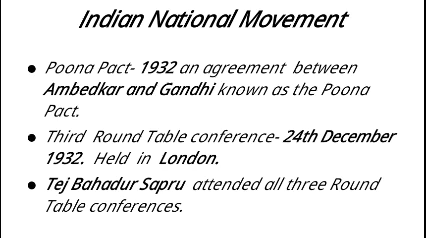 Indian National Movement
● Poona Pact- 1932 an agreement between
Ambedkar and Gandhi known as the Poona
Pact.
● Third Round Table conference- 24th December
1932. Held in London.
● Tej Bahadur Sapru attended all three Round
Table conferences.